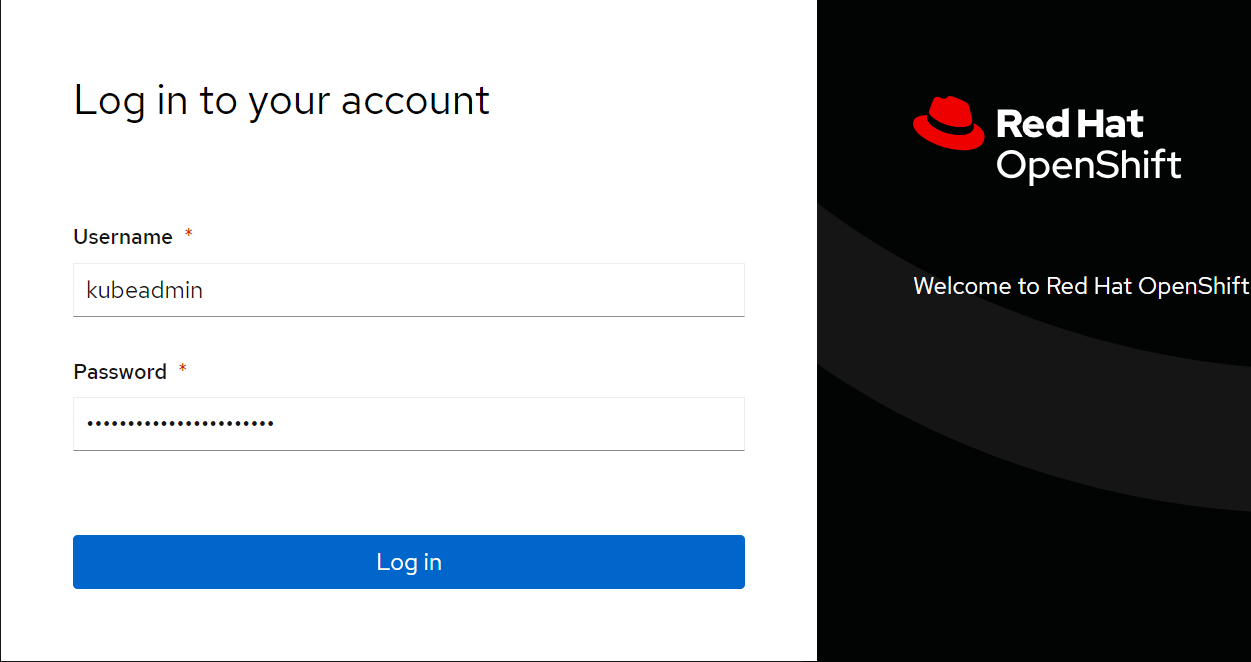 Log in to your account
Username *
kubeadmin
Password *
•••••••••••••••••••••••
Log in
Red Hat
OpenShift
Welcome to Red Hat OpenShift